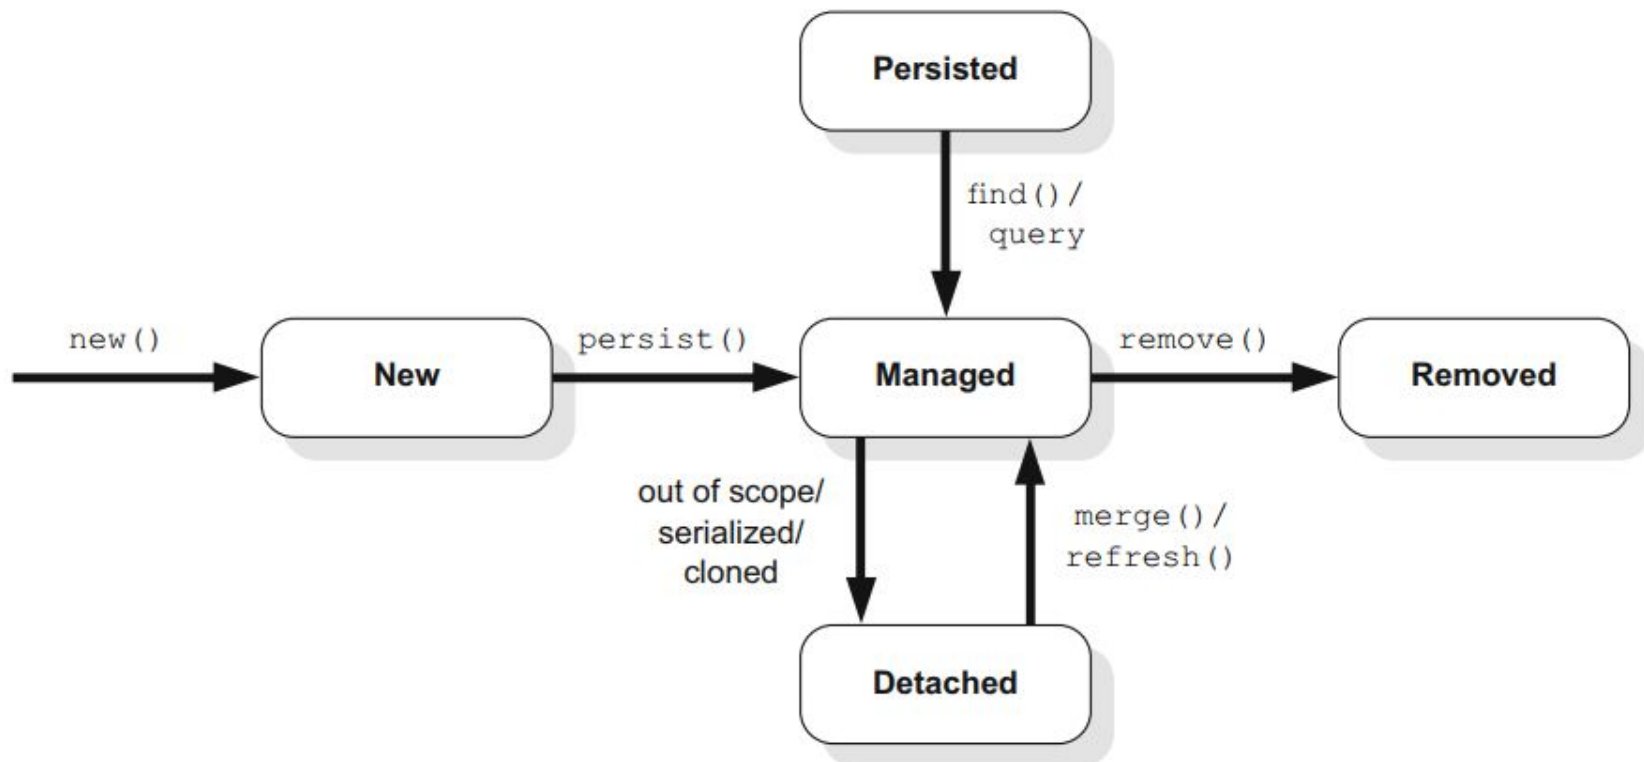 Persisted
find()/
query
new()
New
persist()
Managed
remove()
Removed
out of scope/
serialized/
cloned
merge()/
refresh()
Detached